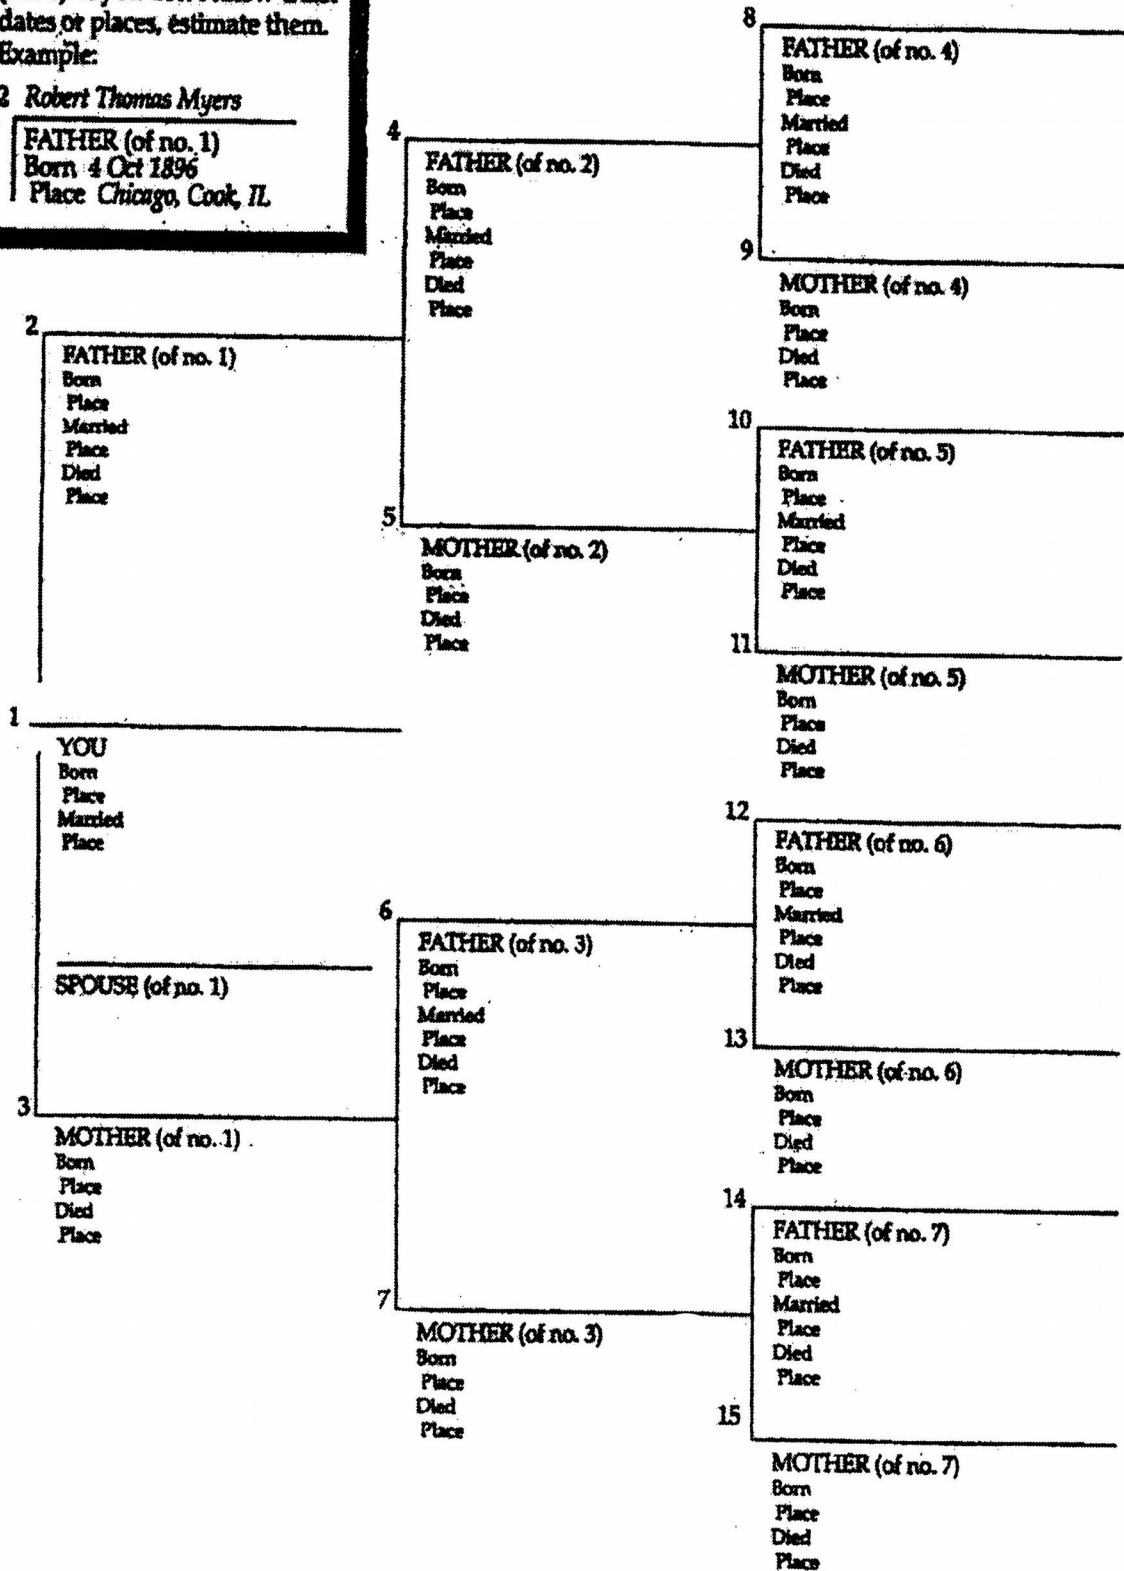 dates or places, estimate them.
Example:
2 Robert Thomas Myers
FATHER (of no. 1)
Born 4 Oct 1896
Place Chicago, Cook, IL
2
FATHER (of no. 1)
Born
Place
Married
Place
Died
Place
1
YOU
Born
Place
Married
Place
SPOUSE (of no. 1)
3
MOTHER (of no. 1)
Born
Place
Died
Place
4
FATHER (of no. 2)
Born
Place
Married
Place
Died
Place
5
MOTHER (of no. 2)
Born
Place
Died
Place
6
FATHER (of no. 3)
Born
Place
Married
Place
Died
Place
7
MOTHER (of no. 3)
Born
Place
Died
Place
8
FATHER (of no. 4)
Born
Place
Married
Place
Died
Place
9
MOTHER (of no. 4)
Born
Place
Died
Place
10
FATHER (of no. 5)
Born
Place
Married
Place
Died
Place
11
MOTHER (of no. 5)
Born
Place
Died
Place
12
FATHER (of no. 6)
Born
Place
Married
Place
Died
Place
13
MOTHER (of no. 6)
Born
Place
Died
Place
14
FATHER (of no. 7)
Born
Place
Married
Place
Died
Place
15
MOTHER (of no. 7)
Born
Place
Died
Place